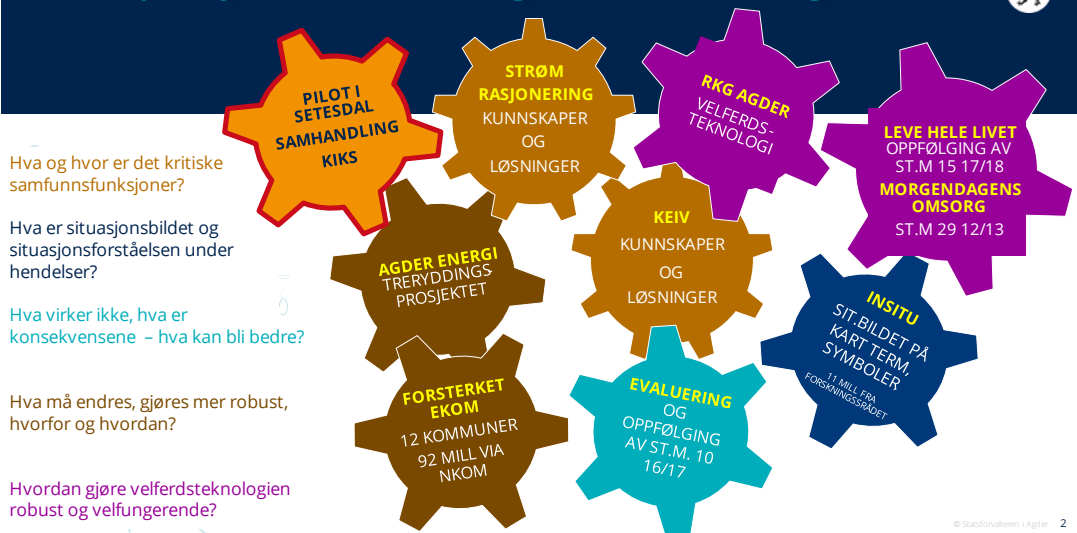 PILOT I
SETESDAL
SAMHANDLING
KIKS
STRØM
RASJONERING
KUNNSKAPER
OG
LØSNINGER
RKG AGDER
VELFERDS-
TEKNOLOGI
LEVE HELE LIVET
OPPFØLGING AV
ST.M 15 17/18
MORGENDAGENS
OMSORG
ST.M 29 12/13
Hva og hvor er det kritiske
samfunnsfunksjoner?
Hva er situasjonsbildet og
situasjonsforståelsen under
hendelser?
Hva virker ikke, hva er
konsekvensene – hva kan bli bedre?
Hva må endres, gjøres mer robust,
hvorfor og hvordan?
Hvordan gjøre velferdsteknologien
robust og velfungerende?
AGDER ENERGI
TRERYDDINGS
PROSJEKTET
KEIV
KUNNSKAPER
OG
LØSNINGER
INSITU
SIT.BILDET PÅ
KART TERM,
SYMBOLER
11 MILL FRA
FORSKNINGSSRÅDET
FORSTERKET
EKOM
12 KOMMUNER
92 MILL VIA
NKOM
EVALUERING
OG
OPPFØLGING
AV ST.M. 10
16/17
© Statsforvalteren i Agder
2